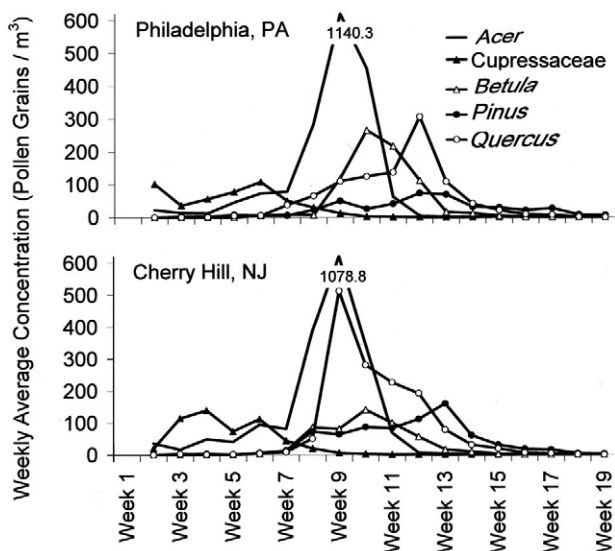 Weekly Average Concentration (Pollen Grains / m³)
Philadelphia, PA
1140.3
Acer
Cupressaceae
Betula
Pinus
Quercus
600
500
400
300
200
100
0
Cherry Hill, NJ
1078.8
600
500
400
300
200
100
0
Week 1
Week 3
Week 5
Week 7
Week 9
Week 11
Week 13
Week 15
Week 17
Week 19